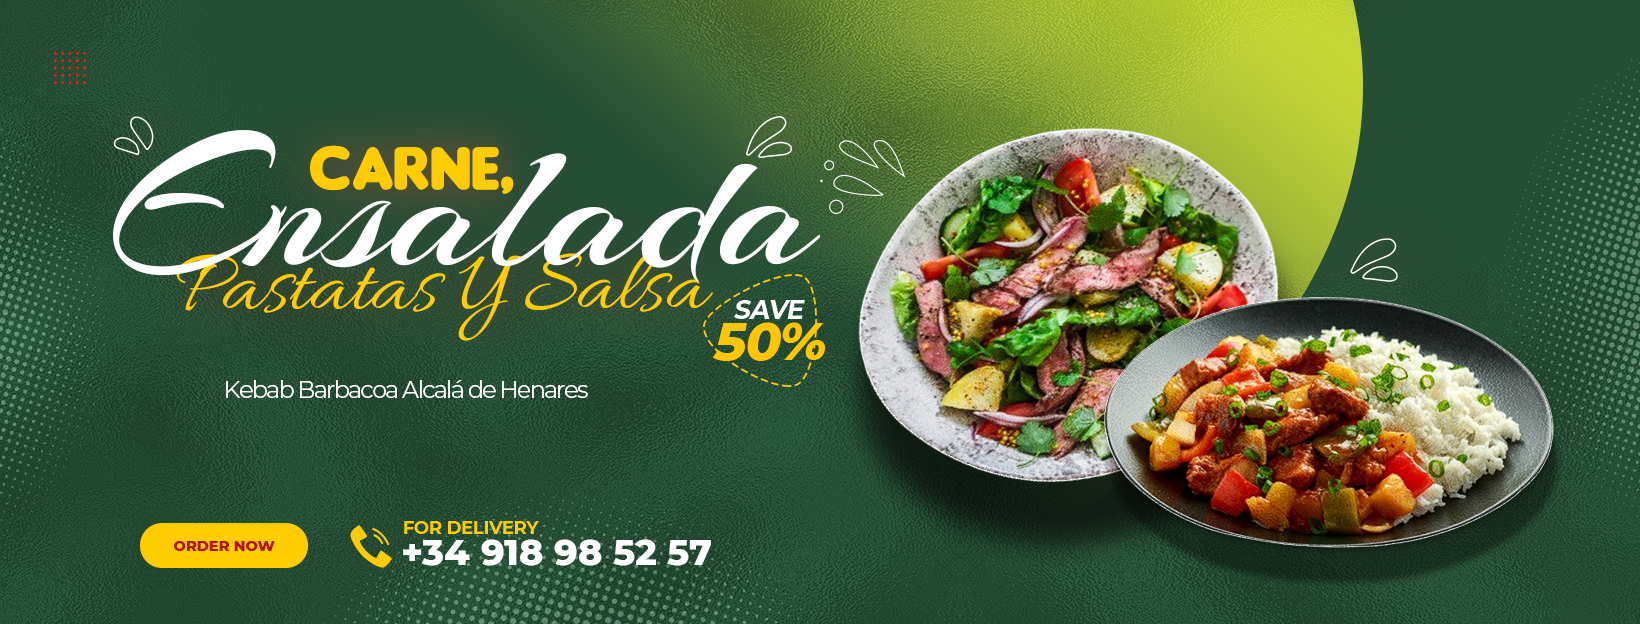 CARNE,
Ensalada
Pastatas Y Salsa
SAVE
50%
Kebab Barbacoa Alcalá de Henares
ORDER NOW
FOR DELIVERY
+34 918 98 52 57